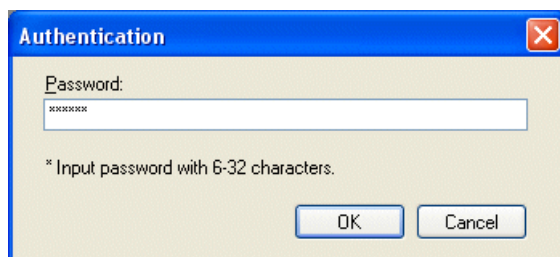 Authentication
Password:
******
* Input password with 6-32 characters.
OK Cancel